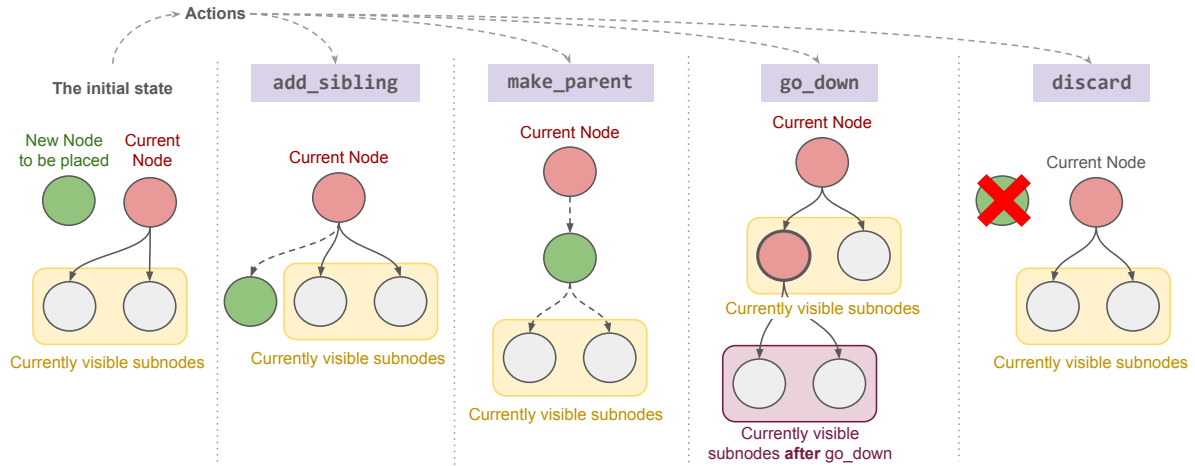 Actions
The initial state
add_sibling
make_parent
go_down
discard
New Node
to be placed
Current
Node
Currently visible subnodes
Current Node
Currently visible subnodes
Current Node
Currently visible subnodes
Current Node
Currently visible subnodes
Currently visible
subnodes after go_down
Current Node
Currently visible subnodes